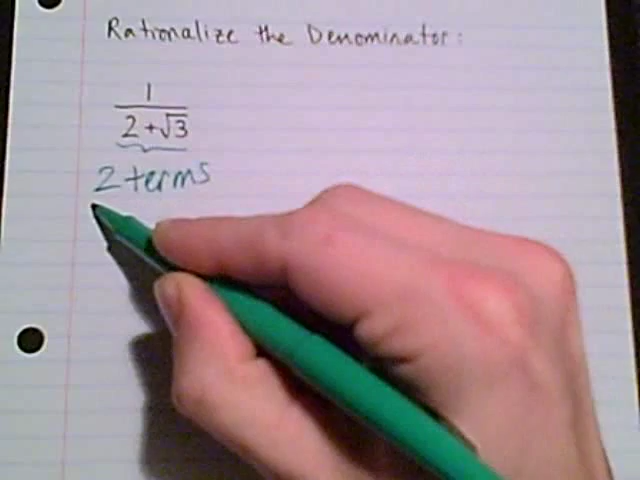 Rationalize the Denominator:
1
2 + √3
2 terms